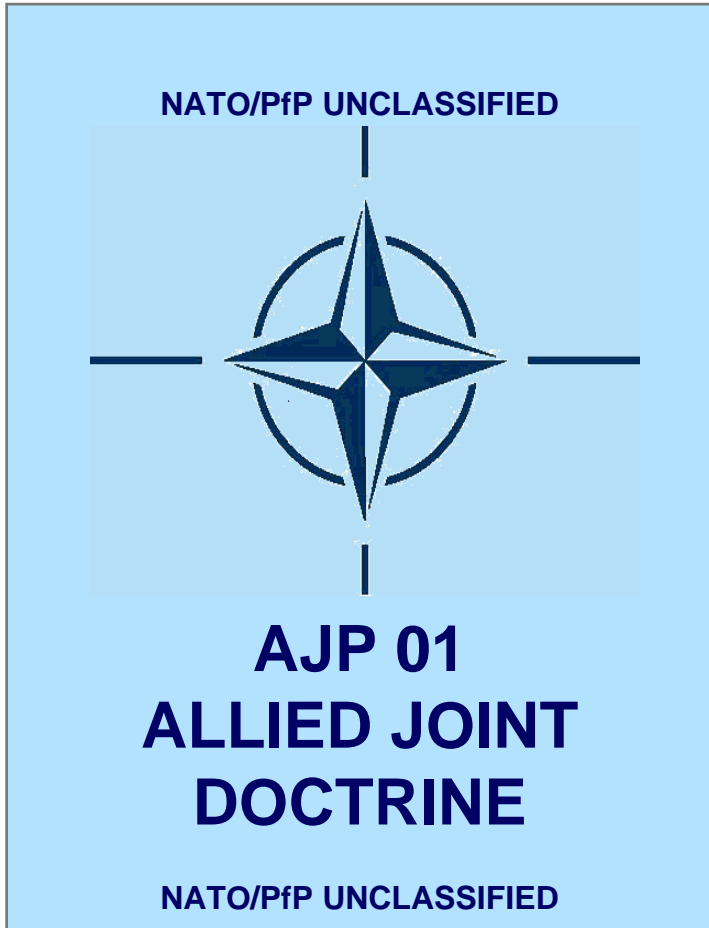 NATO/PfP UNCLASSIFIED
AJP 01
ALLIED JOINT
DOCTRINE
NATO/PfP UNCLASSIFIED